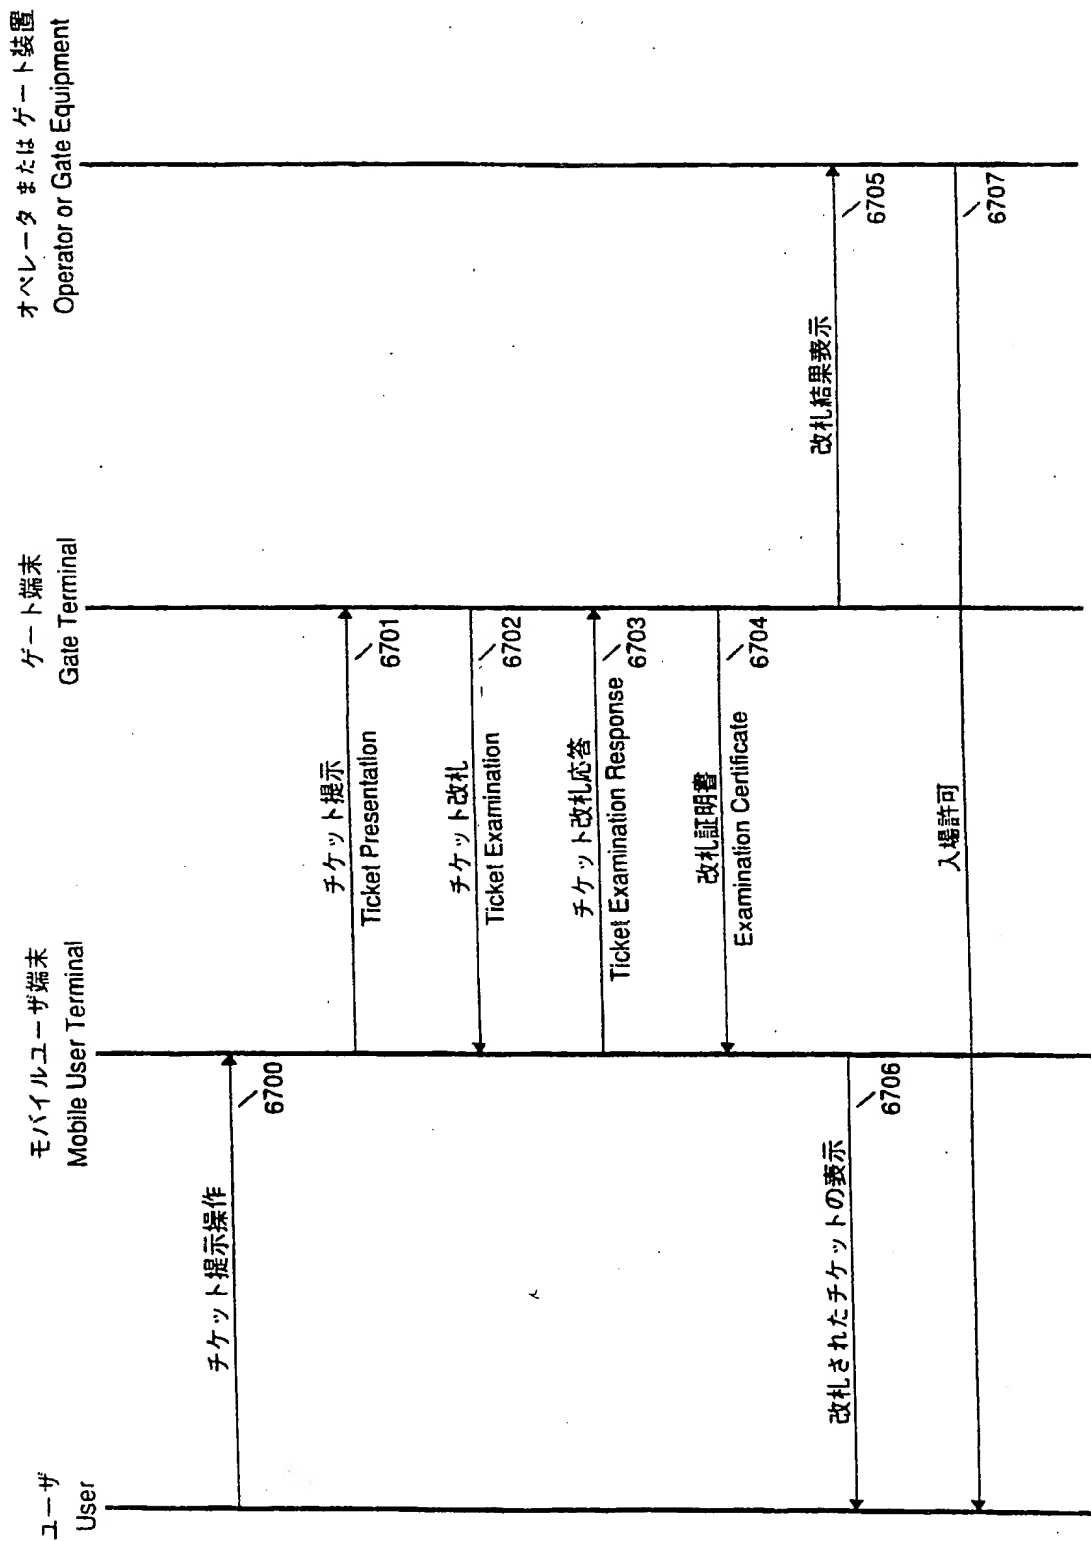 ユーザ
User
モバイルユーザ端末
Mobile User Terminal
ゲート端末
Gate Terminal
オペレータ または ゲート装置
Operator or Gate Equipment
チケット提示操作
6700
チケット提示
6701
Ticket Presentation
チケット改札
6702
Ticket Examination
チケット改札応答
6703
Ticket Examination Response
改札証明書
6704
Examination Certificate
改札結果表示
6705
改札されたチケットの表示
6706
入場許可
6707